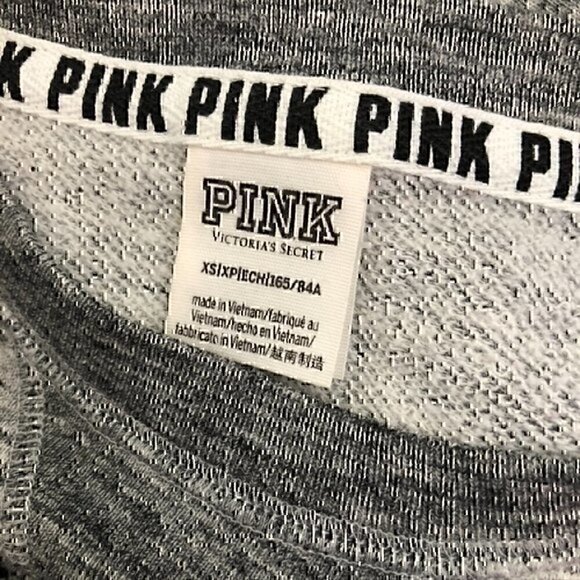 K PINK PINK PINK PI
PINK
VICTORIA'S SECRET
XS|XP|ECH|165/84A
made in Vietnam/fabriqué au
Vietnam/hecho en Vietnam/
fabbricato in Vietnam/越南制造